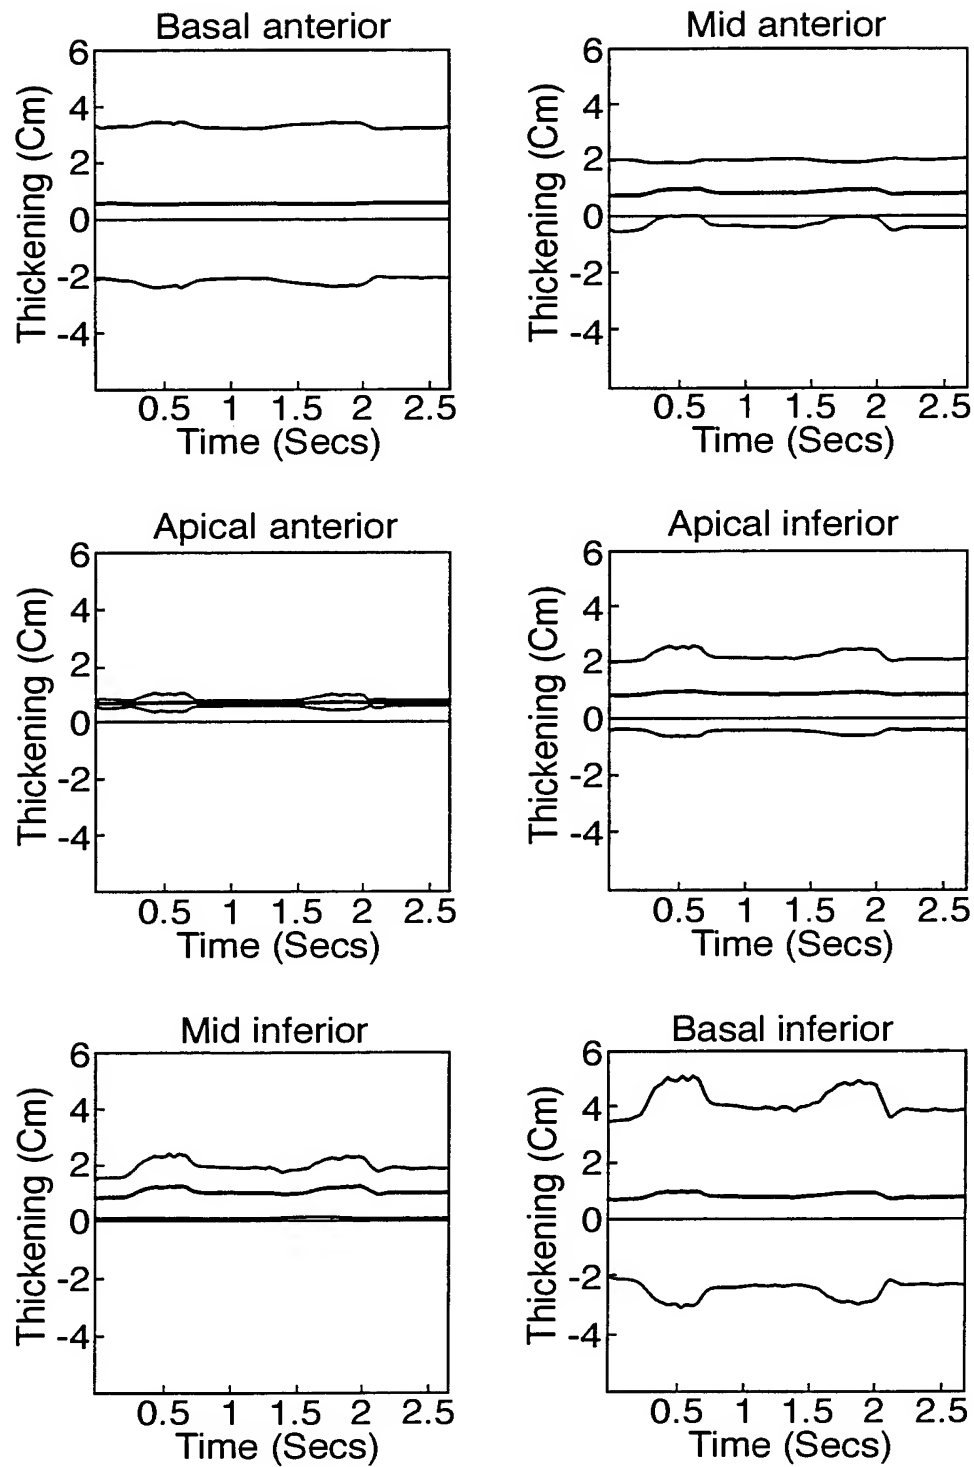 Basal anterior
6
4
2
0
-2
-4
Thickening (Cm)
0.5 1 1.5 2 2.5
Time (Secs)
Mid anterior
6
4
2
0
-2
-4
Thickening (Cm)
0.5 1 1.5 2 2.5
Time (Secs)
Apical anterior
6
4
2
0
-2
-4
Thickening (Cm)
0.5 1 1.5 2 2.5
Time (Secs)
Apical inferior
6
4
2
0
-2
-4
Thickening (Cm)
0.5 1 1.5 2 2.5
Time (Secs)
Mid inferior
6
4
2
0
-2
-4
Thickening (Cm)
0.5 1 1.5 2 2.5
Time (Secs)
Basal inferior
6
4
2
0
-2
-4
Thickening (Cm)
0.5 1 1.5 2 2.5
Time (Secs)